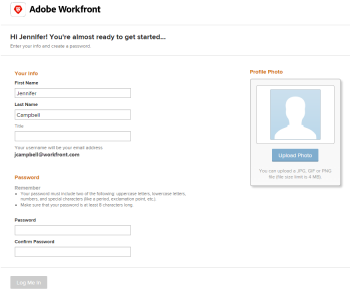 Adobe Workfront
Hi Jennifer! You're almost ready to get started...
Enter your info and create a password.
Your Info
First Name
Jennifer
Last Name
Campbell
Title
Your username will be your email address
jcampbell@workfront.com
Profile Photo
Upload Photo
You can upload a JPG, GIF or PNG
file (file size limit is 4 MB).
Password
Remember
• Your password must include two of the following: uppercase letters, lowercase letters,
numbers, and special characters (like a period, exclamation point, etc).
• Make sure that your password is at least 8 characters long.
Password
Confirm Password
Log Me In